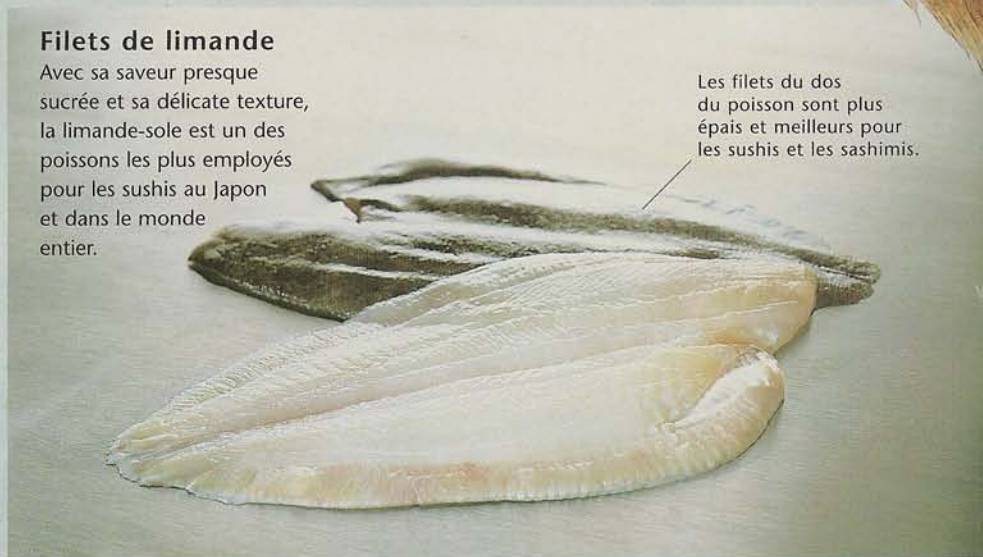 Filets de limande
Avec sa saveur presque
sucrée et sa délicate texture,
la limande-sole est un des
poissons les plus employés
pour les sushis au Japon
et dans le monde
entier.
Les filets du dos
du poisson sont plus
épais et meilleurs pour
les sushis et les sashimis.